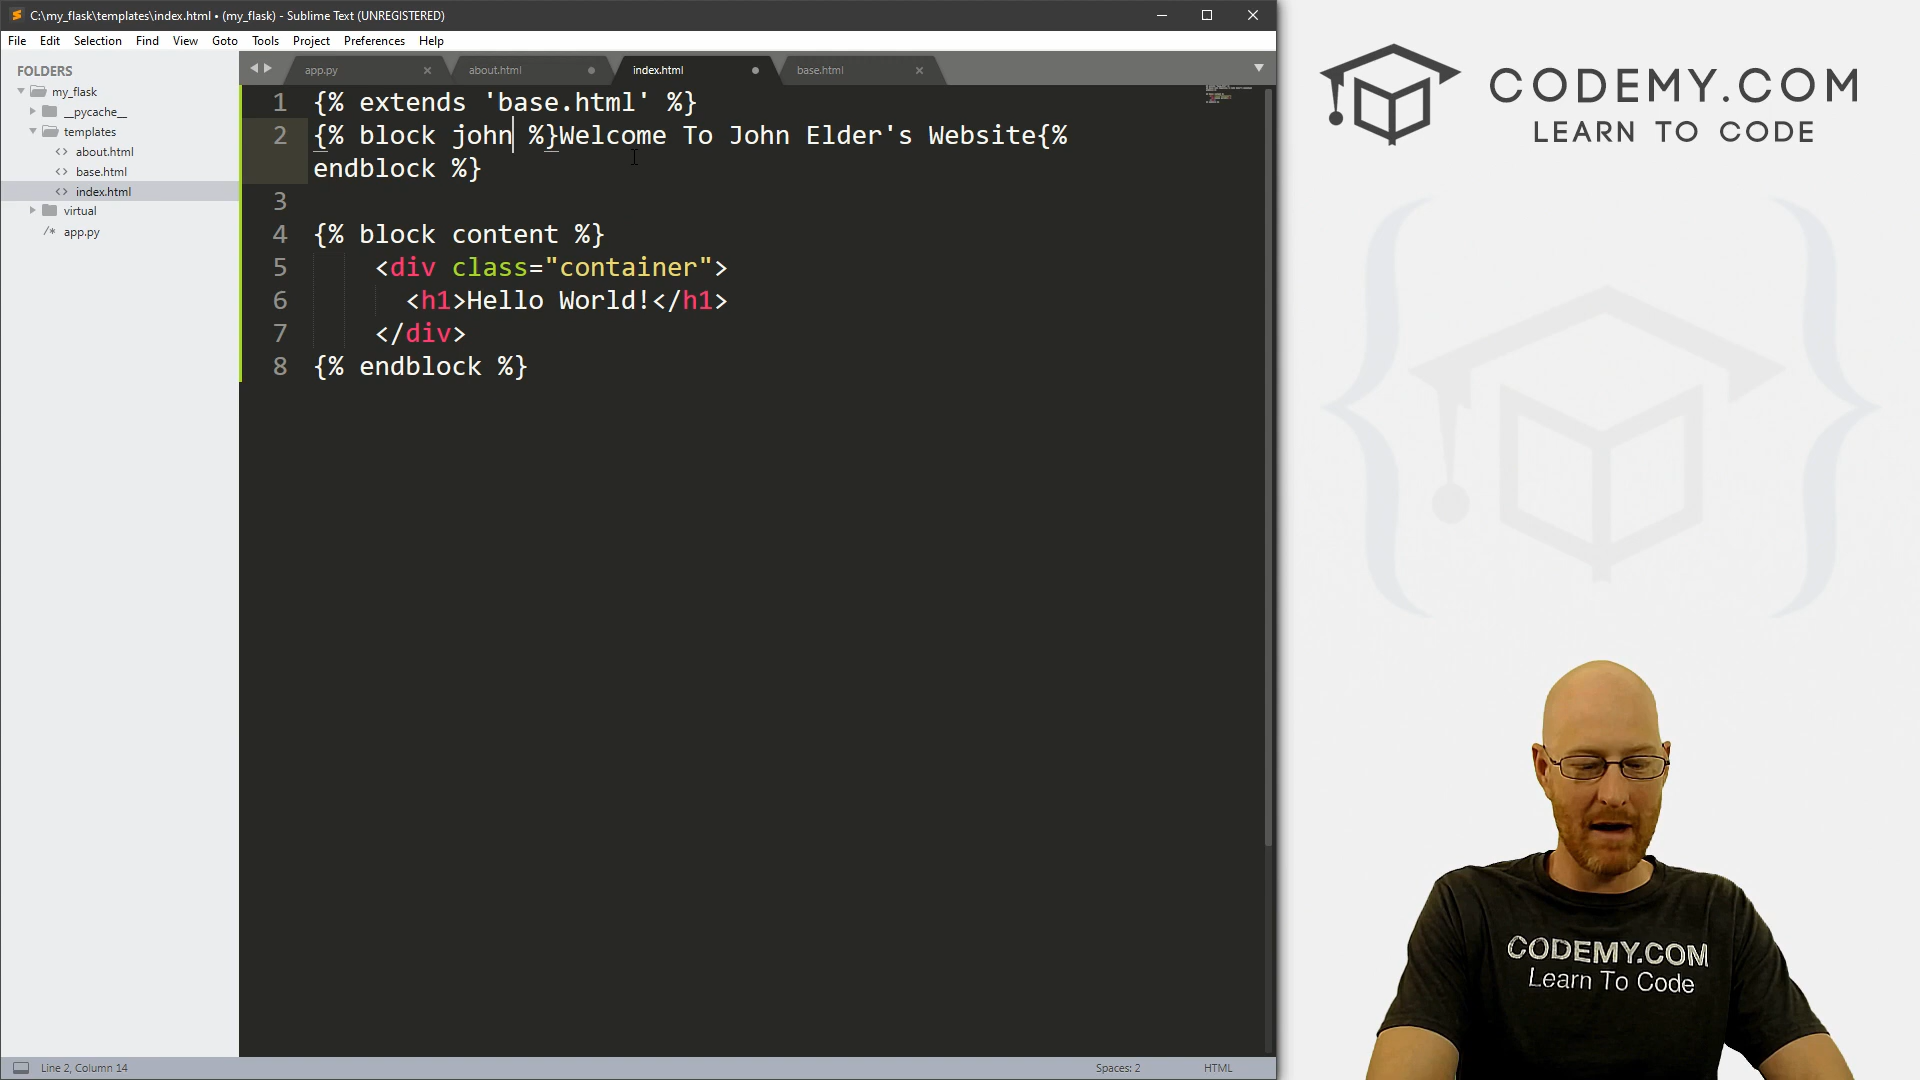 C:\my_flask\templates\index.html • (my_flask) - Sublime Text (UNREGISTERED)
File Edit Selection Find View Goto Tools Project Preferences Help
FOLDERS
my_flask
__pycache__
templates
about.html
base.html
index.html
virtual
app.py
app.py about.html index.html base.html
1 {% extends 'base.html' %}
2 {% block john %}Welcome To John Elder's Website{%
endblock %}
3
4 {% block content %}
5 <div class="container">
6 <h1>Hello World!</h1>
7 </div>
8 {% endblock %}
Line 2, Column 14
Spaces: 2
HTML
CODEMY.COM
LEARN TO CODE
CODEMY.COM
Learn To Code